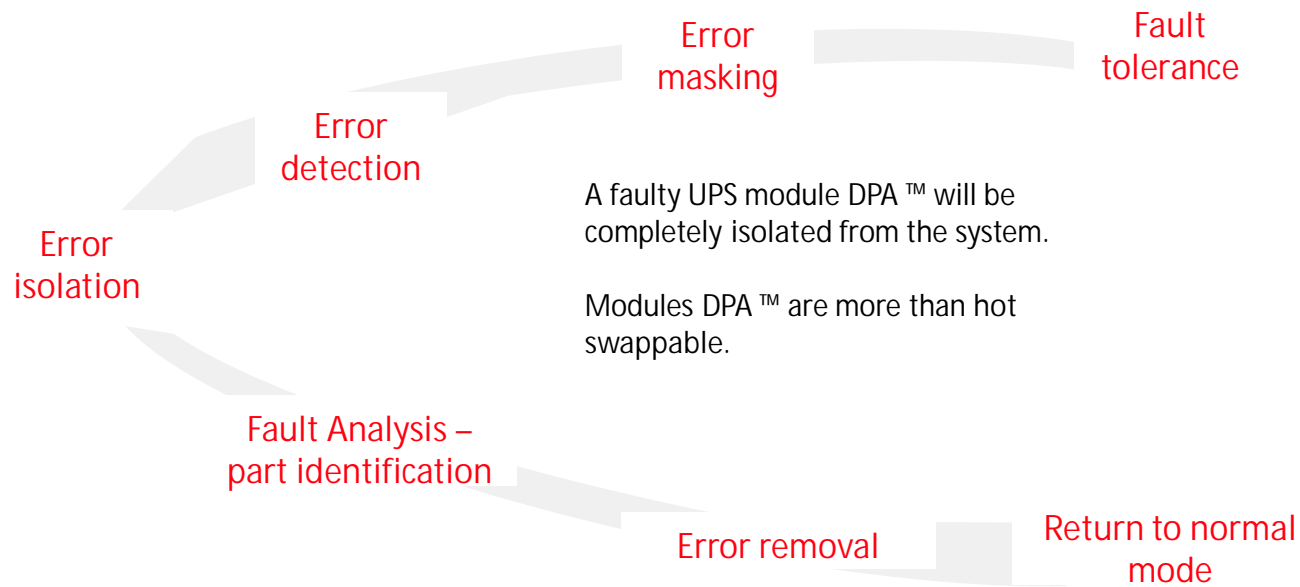 Error
masking
Fault
tolerance
Error
detection
A faulty UPS module DPA ™ will be
completely isolated from the system.
Modules DPA ™ are more than hot
swappable.
Error
isolation
Fault Analysis –
part identification
Error removal
Return to normal
mode